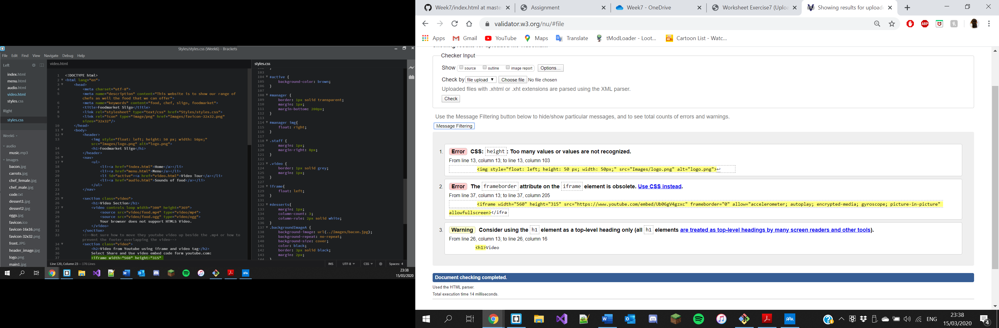 Styles/styles.css (Week6) - Brackets
File Edit Find View Navigate Debug Help
Left
index.html
menu.html
audio.html
video.html
styles.css
Right
styles.css
Week6
audio
music.mp3
Images
bacon.jpg
carrots.jpg
chef_female.jpg
chef_male.jpg
code.txt
dessert1.jpg
dessert2.jpg
eggs.jpg
favicon.ico
favicon-16x16.png
favicon-32x32.png
front.JPG
header_image.jpg
logo.png
main1.jpg
video.html
1 <!DOCTYPE html>
2 <html lang="en">
3 <head>
4 <meta charset="utf-8">
5 <meta name="description" content="This website is to show our range of
chefs as well the food that we can offer">
6 <meta name="keywords" content="food, chef, sligo, foodmarket">
7 <title>Foodmarket Sligo</title>
8 <link rel="stylesheet" type="text/css" href="Styles/styles.css">
9 <link rel="icon" type="image/png" href="Images/favicon-32x32.png"
sizes="32x32"/>
10 </head>
11 <body>
12 <header>
13 <img style="float: left; height: 50 px; width: 50px;"
src="Images/logo.png" alt="logo.png">
14 <h1>Foodmarket Sligo</h1>
15 </header>
16 <nav>
17 <ul>
18 <li><a href="index.html">Home</a></li>
19 <li><a href="menu.html">Menu</a></li>
20 <li id="active"><a href="video.html">Video Tour</a></li>
21 <li><a href="audio.html">Sounds of food</a></li>
22 </ul>
23 </nav>
24
25 <section class="video">
26 <h1>Video Section</h1>
27 <video controls loop width="300" height="369">
28 <source src="video/food.mp4" type="video/mp4">
29 <source src="video/food.ogg" type="video/ogg">
30 Your browser does not support HTML5 Video.
31 </video>
32 </section>
33 <!--Not sure how to move they youtube video up beside the .mp4 or how to
prevent the footer overlapping the video-->
34 <section class="video">
35 <h2>Video from Youtube using iframe and video tag</h2>
36 Select Share and Use video embed code form youtube.com:
37 <iframe width="560" height="315"
styles.css
103
104 #active {
105 background-color: brown;
106 }
107
108 #manager {
109 border: 1px solid transparent;
110 margin: 1px;
111 margin-bottom: 200px;
112 }
113
114 #manager img{
115 float: right;
116 }
117
118 .staff {
119 margin: 1px;
120 margin-right: 8px;
121 }
122
123 .video {
124 border: 1px solid grey;
125 margin: 1px;
126 }
127
128 iframe{
129 float: left;
130 }
131
132 #desserts{
133 margin: 1px;
134 column-count: 3;
135 column-rule: 2px solid white;
136 }
137 .backgroundImageA {
138 background-image: url(../Images/bacon.jpg);
139 background-repeat: no-repeat;
140 background-size: cover;
141 color: black;
142 border: 3px solid black;
143 margin: 2px;
144 }
Line 120, Column 23 — 176 Lines
INS UTF-8 CSS Spaces: 4
23:38
15/03/2020
Week7/index.html at maste
Assignment
Week7 - OneDrive
Worksheet Exercise7 (Uploa
Showing results for upload
validator.w3.org/nu/#file
ABP
Apps Gmail YouTube Maps Translate tModLoader - Loot... Cartoon List - Watc...
Checker Input
Show source outline image report Options...
Check by file upload Choose file No file chosen
Uploaded files with .xhtml or .xht extensions are parsed using the XML parser.
Check
Use the Message Filtering button below to hide/show particular messages, and to see total counts of errors and warnings.
Message Filtering
1. Error CSS: height: Too many values or values are not recognized.
From line 13, column 13; to line 13, column 103
<img style="float: left; height: 50 px; width: 50px;" src="Images/logo.png" alt="logo.png">↩
2. Error The frameborder attribute on the iframe element is obsolete. Use CSS instead.
From line 37, column 13; to line 37, column 205
<iframe width="560" height="315" src="https://www.youtube.com/embed/Ub06gV4gzxc" frameborder="0" allow="accelerometer; autoplay; encrypted-media; gyroscope; picture-in-picture"
allowfullscreen></ifra
3. Warning Consider using the h1 element as a top-level heading only (all h1 elements are treated as top-level headings by many screen readers and other tools).
From line 26, column 13; to line 26, column 16
<h1>Video
Document checking completed.
Used the HTML parser.
Total execution time 14 milliseconds.
ENG
23:38
15/03/2020
4